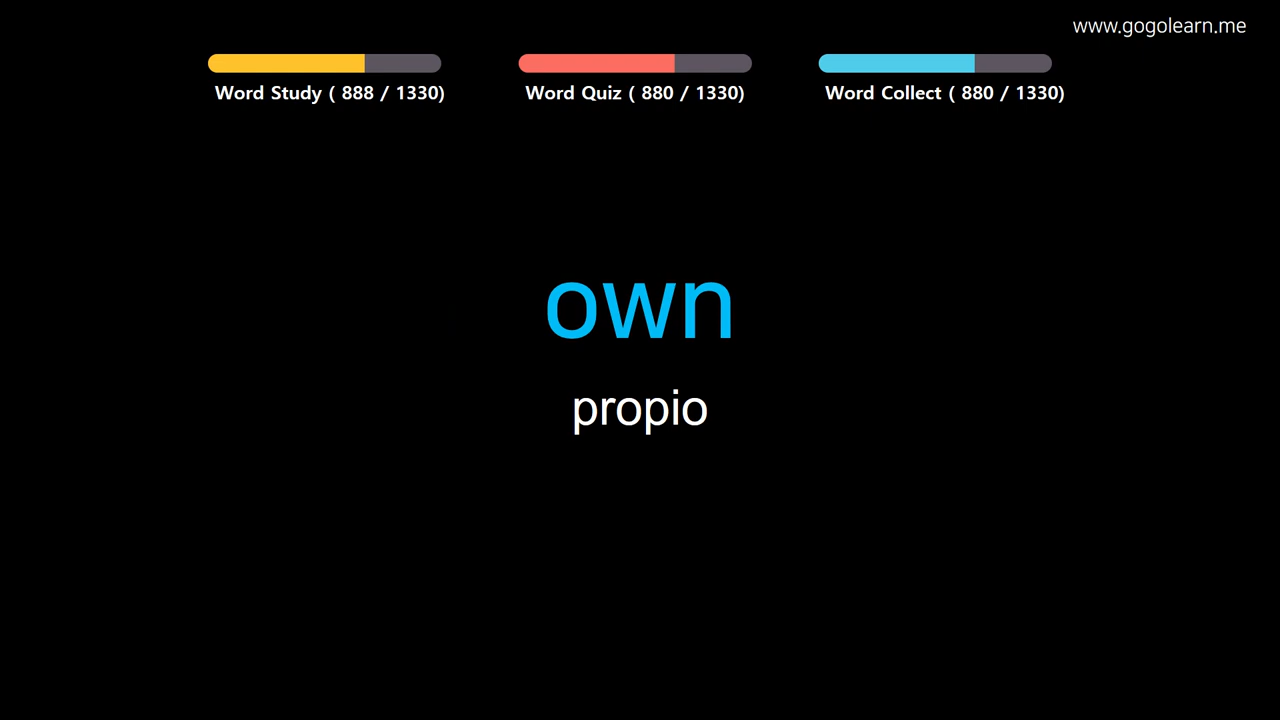 www.gogolearn.me
Word Study ( 888 / 1330)
Word Quiz ( 880 / 1330)
Word Collect ( 880 / 1330)
own
propio